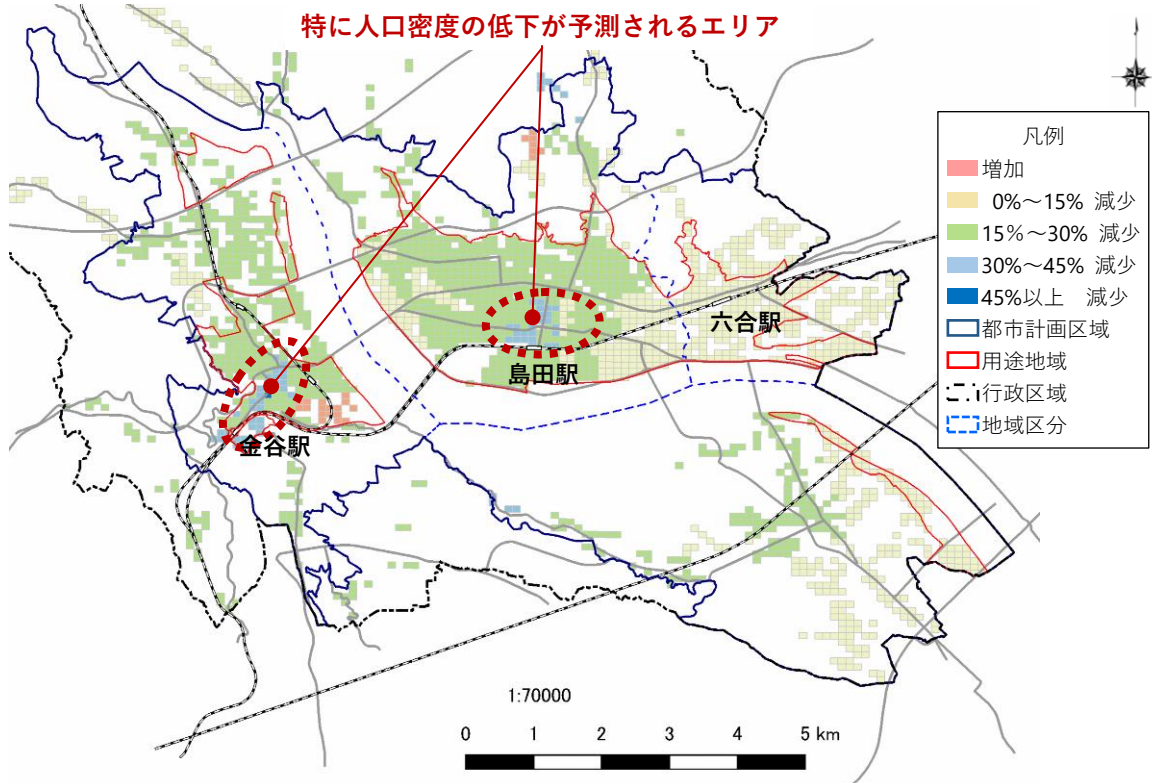 特に人口密度の低下が予測されるエリア
凡例
増加
0%～15% 減少
15%～30% 減少
30%～45% 減少
45%以上 減少
都市計画区域
用途地域
行政区域
地域区分
六合駅
島田駅
金谷駅
1:70000
0 1 2 3 4 5 km